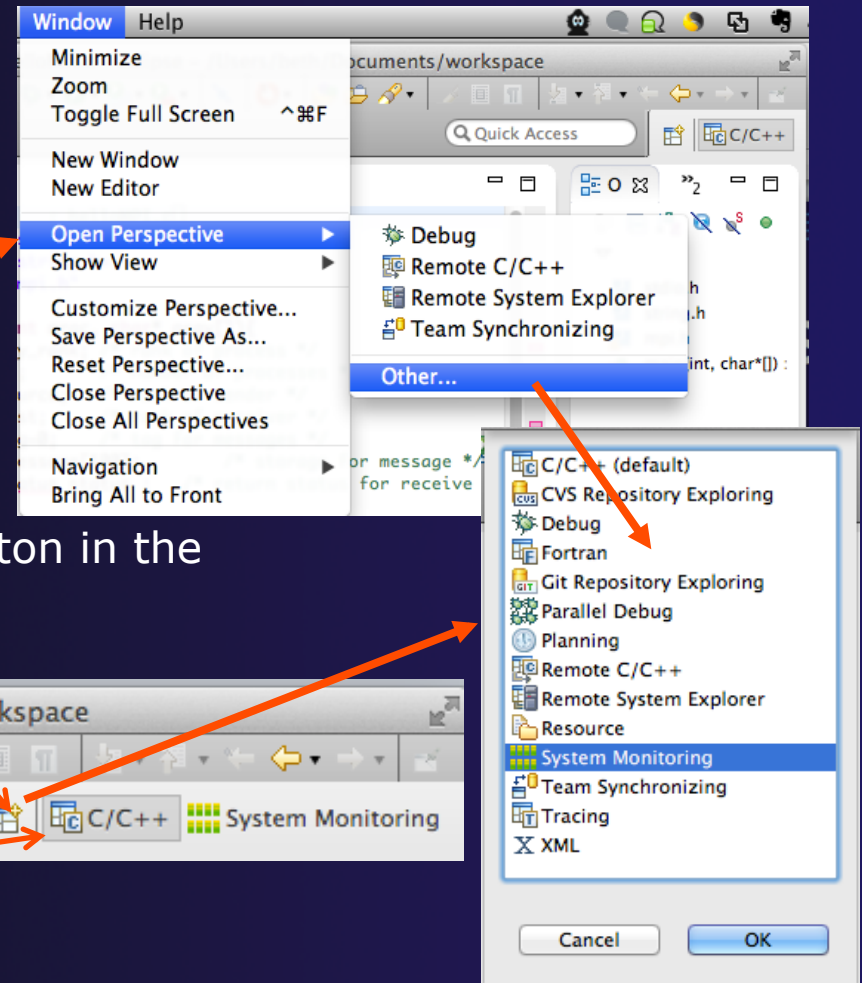 Window Help
Minimize
Zoom
Toggle Full Screen ^⌘F
New Window
New Editor
Open Perspective
Show View
Customize Perspective...
Save Perspective As...
Reset Perspective...
Close Perspective
Close All Perspectives
Navigation
Bring All to Front
ocuments/workspace
Quick Access
C/C++
O
»2
Debug
Remote C/C++
Remote System Explorer
Team Synchronizing
Other...
h
.h
int, char*[]) :
or message */
for receive
ton in the
kspace
C/C++ System Monitoring
C/C++ (default)
CVS Repository Exploring
Debug
Fortran
Git Repository Exploring
Parallel Debug
Planning
Remote C/C++
Remote System Explorer
Resource
System Monitoring
Team Synchronizing
Tracing
XML
Cancel OK